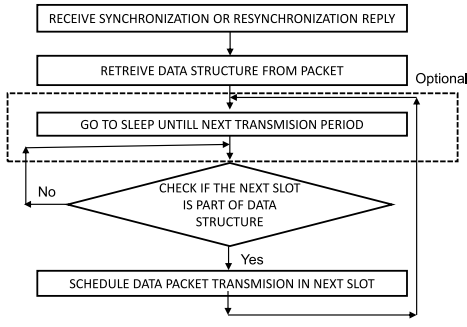 RECEIVE SYNCHRONIZATION OR RESYNCHRONIZATION REPLY
RETREIVE DATA STRUCTURE FROM PACKET
Optional
GO TO SLEEP UNTILL NEXT TRANSMISION PERIOD
No
CHECK IF THE NEXT SLOT
IS PART OF DATA
STRUCTURE
Yes
SCHEDULE DATA PACKET TRANSMISION IN NEXT SLOT